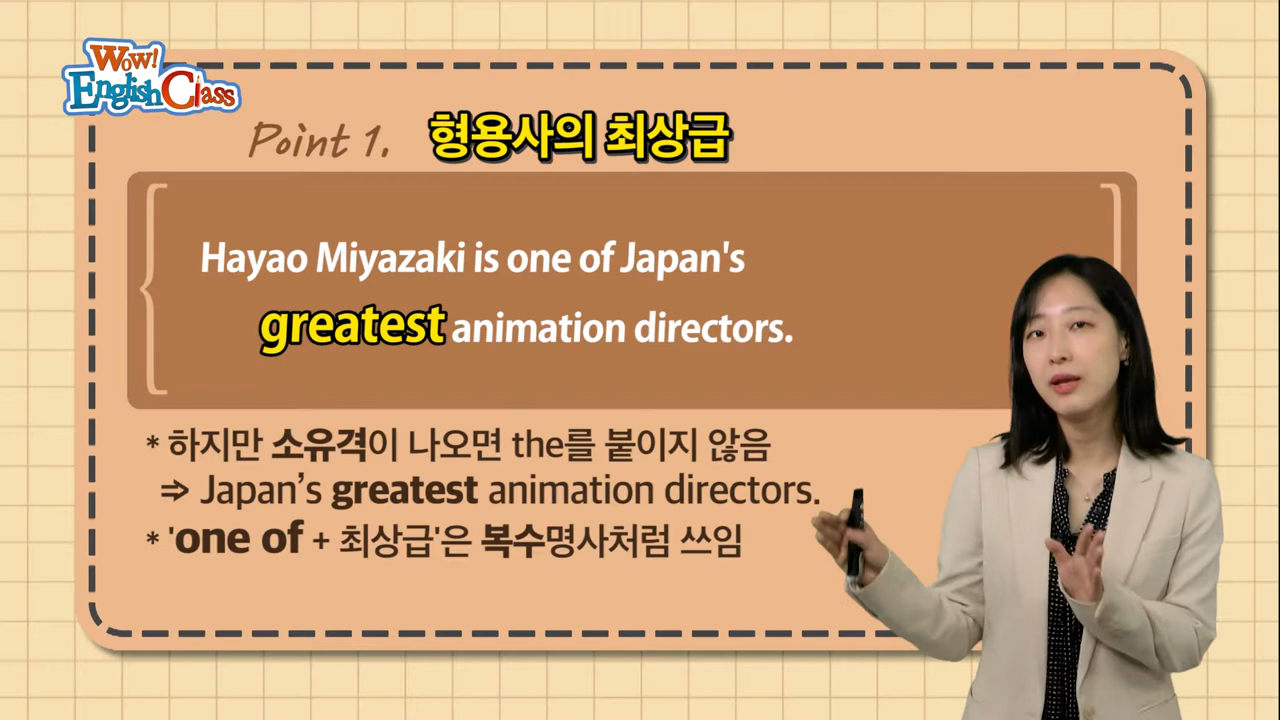 Wow!
English Class
Point 1. 형용사의 최상급
Hayao Miyazaki is one of Japan's
greatest animation directors.
* 하지만 소유격이 나오면 the를 붙이지 않음
⇒ Japan’s greatest animation directors.
* 'one of + 최상급'은 복수명사처럼 쓰임